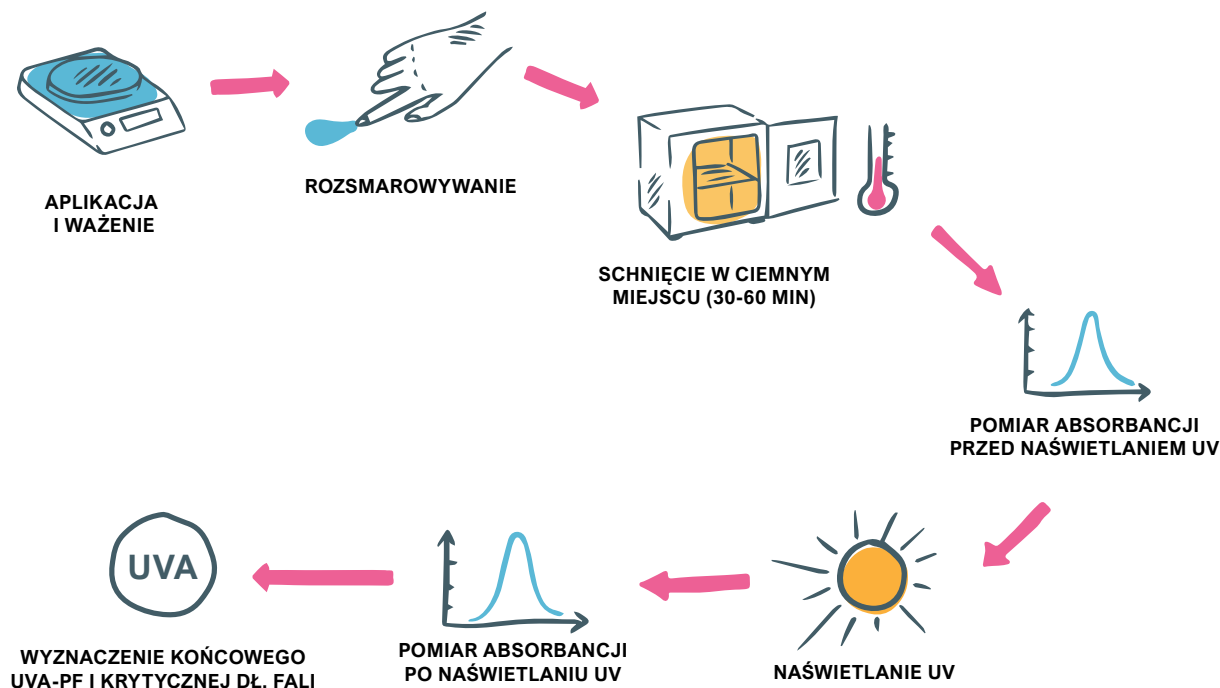 APLIKACJA
I WAŻENIE
ROZSMAROWYWANIE
SCHNIĘCIE W CIEMNYM
MIEJSCU (30-60 MIN)
POMIAR ABSORBANCJI
PRZED NAŚWIETLANIEM UV
NAŚWIETLANIE UV
POMIAR ABSORBANCJI
PO NAŚWIETLANIU UV
UVA
WYZNACZENIE KOŃCOWEGO
UVA-PF I KRYTYCZNEJ DŁ. FALI